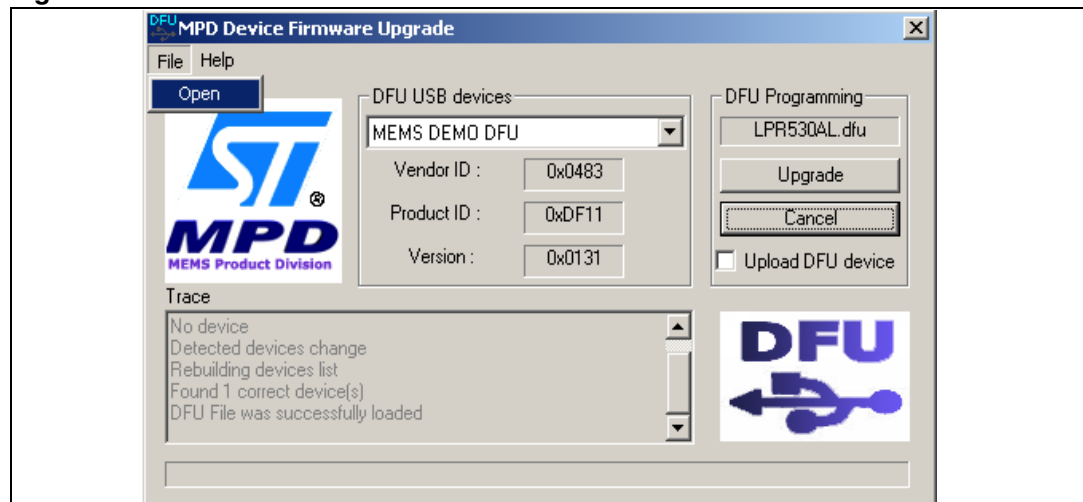 MPD Device Firmware Upgrade
File Help
Open
DFU USB devices
MEMS DEMO DFU
Vendor ID : 0x0483
Product ID : 0xDF11
Version : 0x0131
DFU Programming
LPR530AL.dfu
Upgrade
Cancel
Upload DFU device
ST
®
MPD
MEMS Product Division
Trace
No device
Detected devices change
Rebuilding devices list
Found 1 correct device(s)
DFU File was successfully loaded
DFU